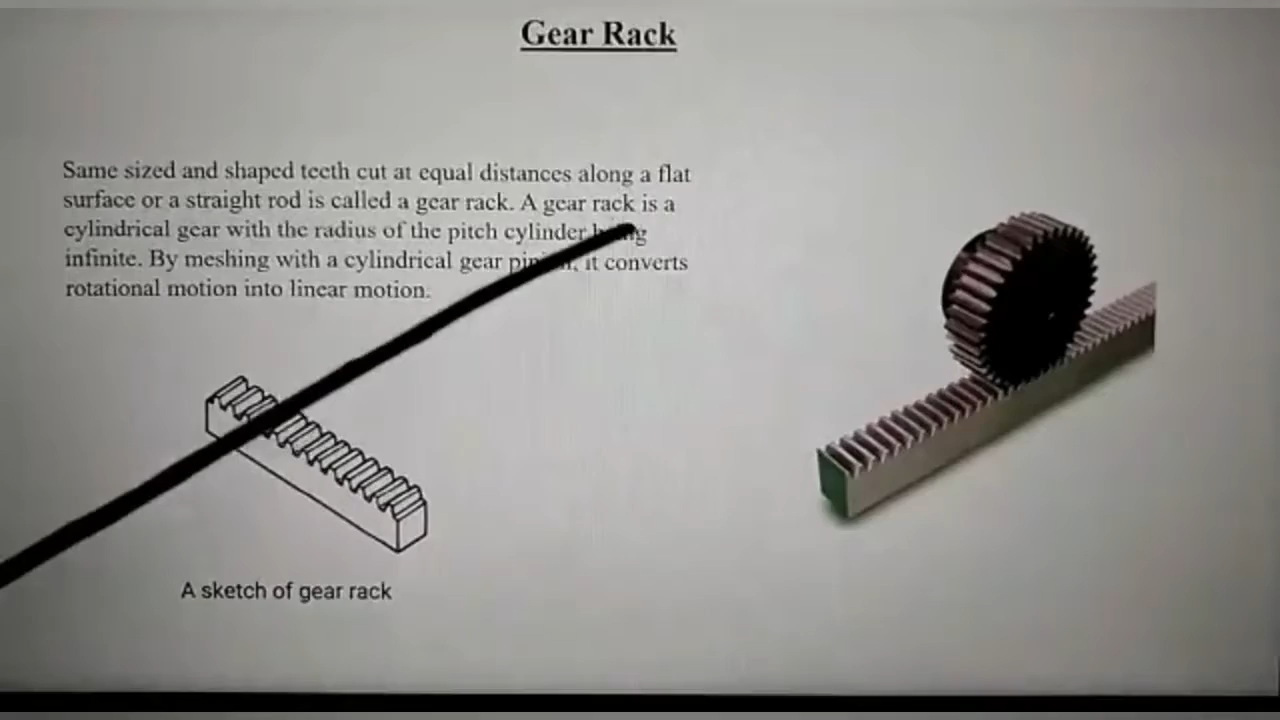 Gear Rack
Same sized and shaped teeth cut at equal distances along a flat
surface or a straight rod is called a gear rack. A gear rack is a
cylindrical gear with the radius of the pitch cylinder
infinite. By meshing with a cylindrical gear it converts
rotational motion into linear motion.
A sketch of gear rack